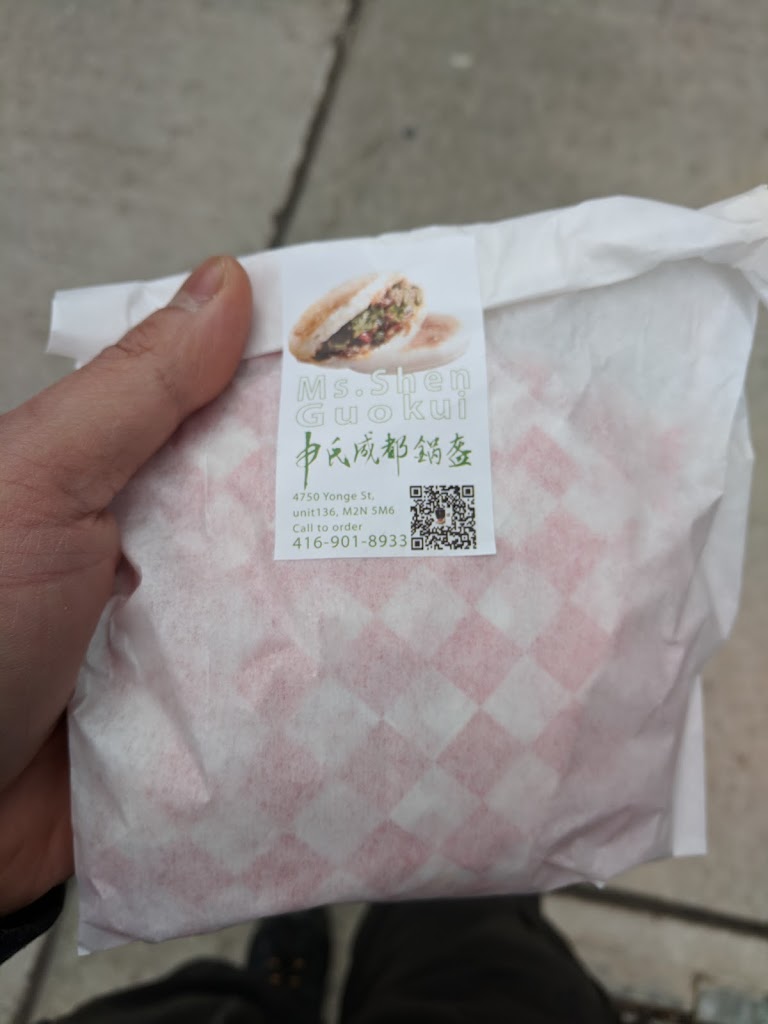 Ms.Shen
Guokui
申氏成都锅盔
4750 Yonge St,
unit136, M2N 5M6
Call to order
416-901-8933